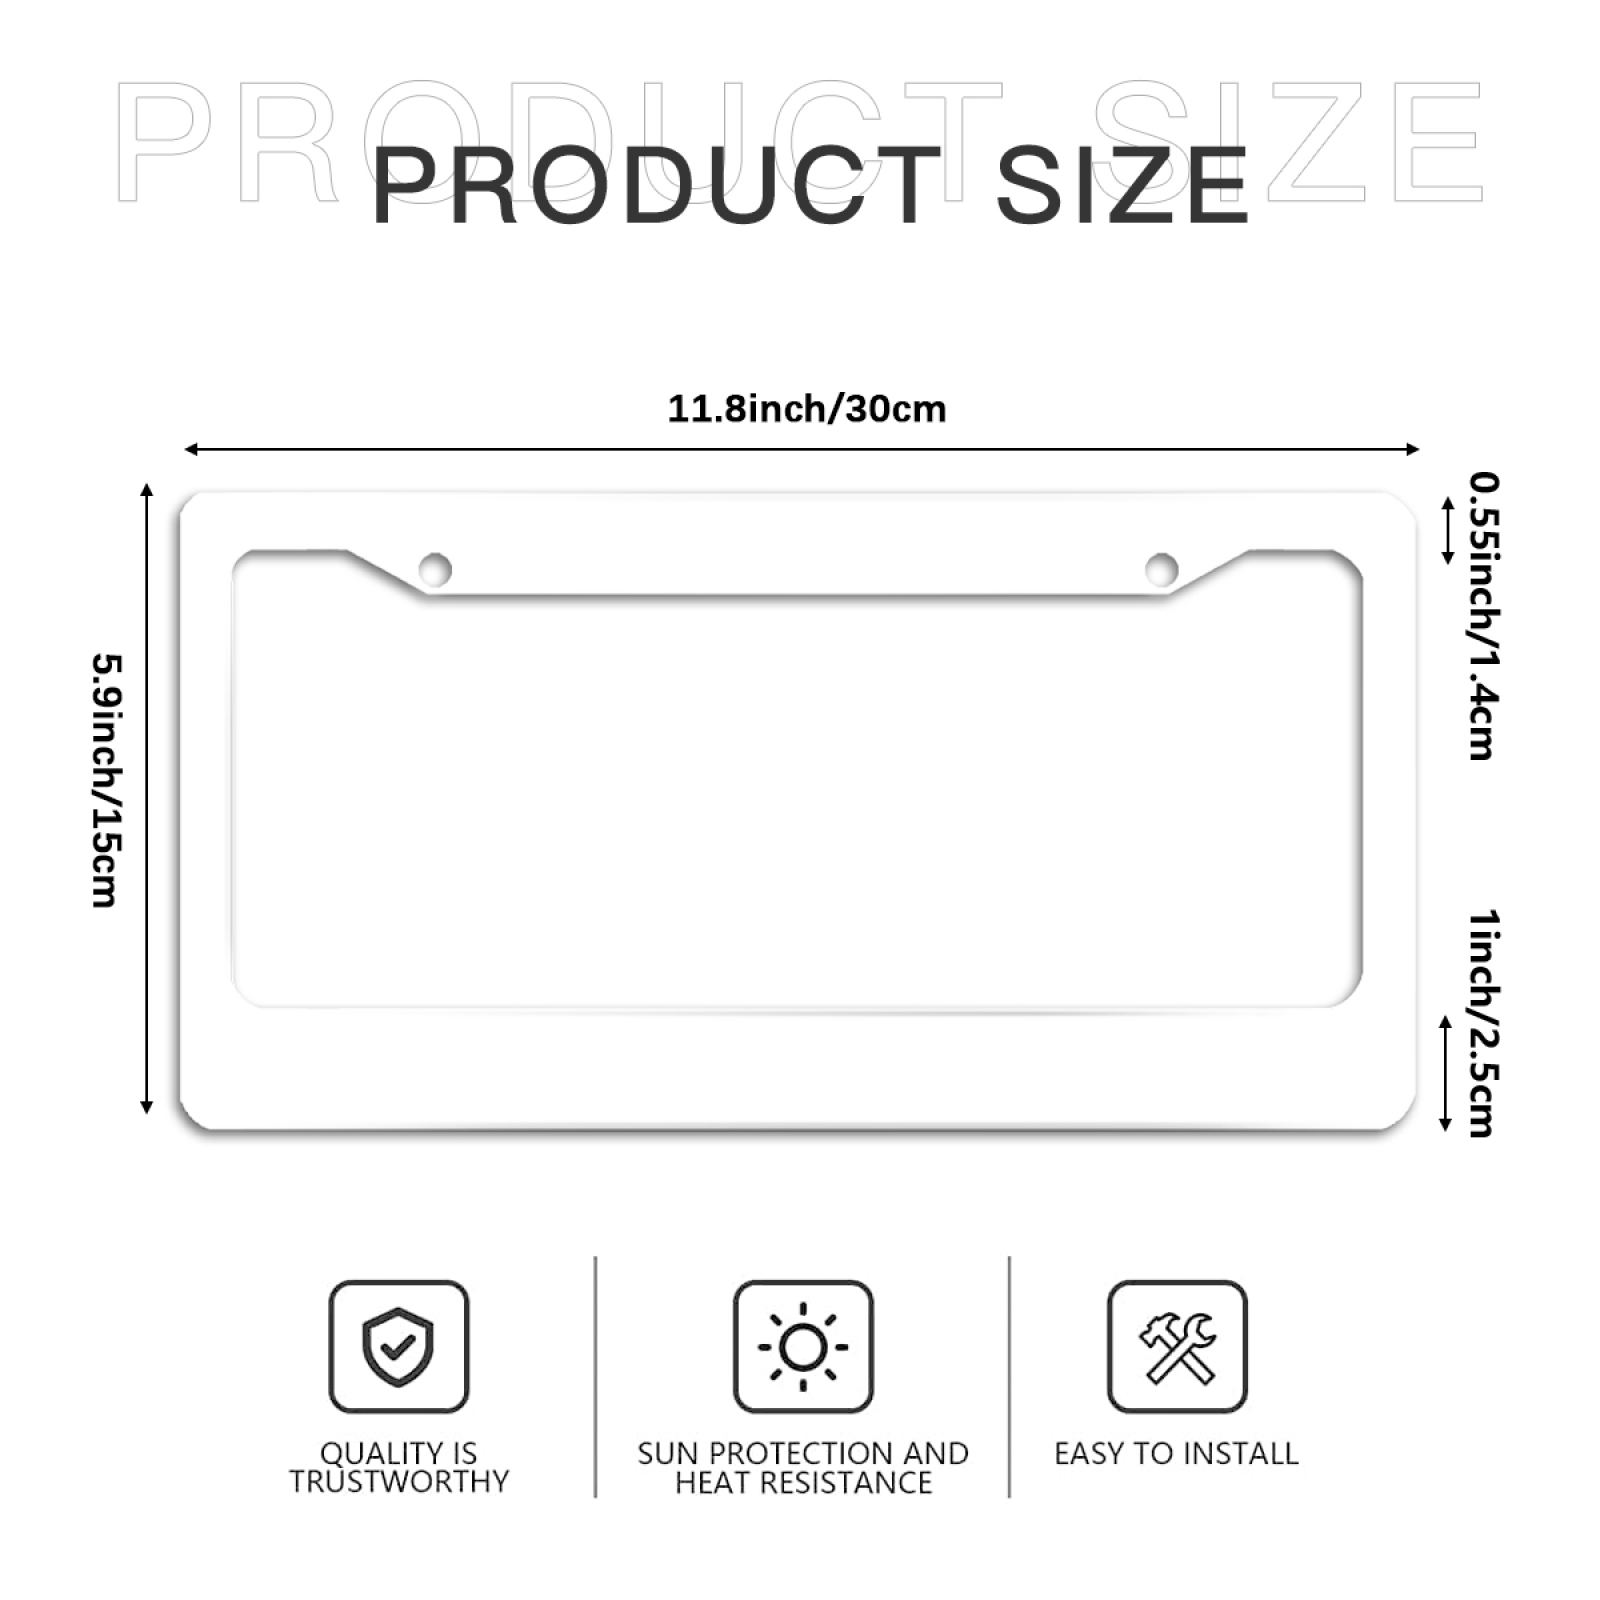 PRODUCT SIZE
PRODUCT SIZE
11.8inch/30cm
0.55inch/1.4cm
5.9inch/15cm
1inch/2.5cm
QUALITY IS
TRUSTWORTHY
SUN PROTECTION AND
HEAT RESISTANCE
EASY TO INSTALL